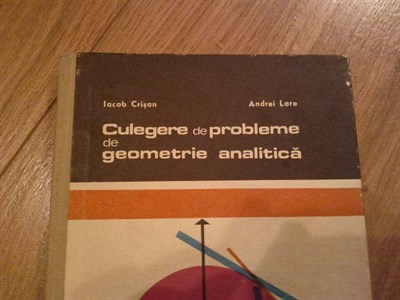 Iacob Crişan Andrei Lare
Culegere de probleme
de
geometrie analitică